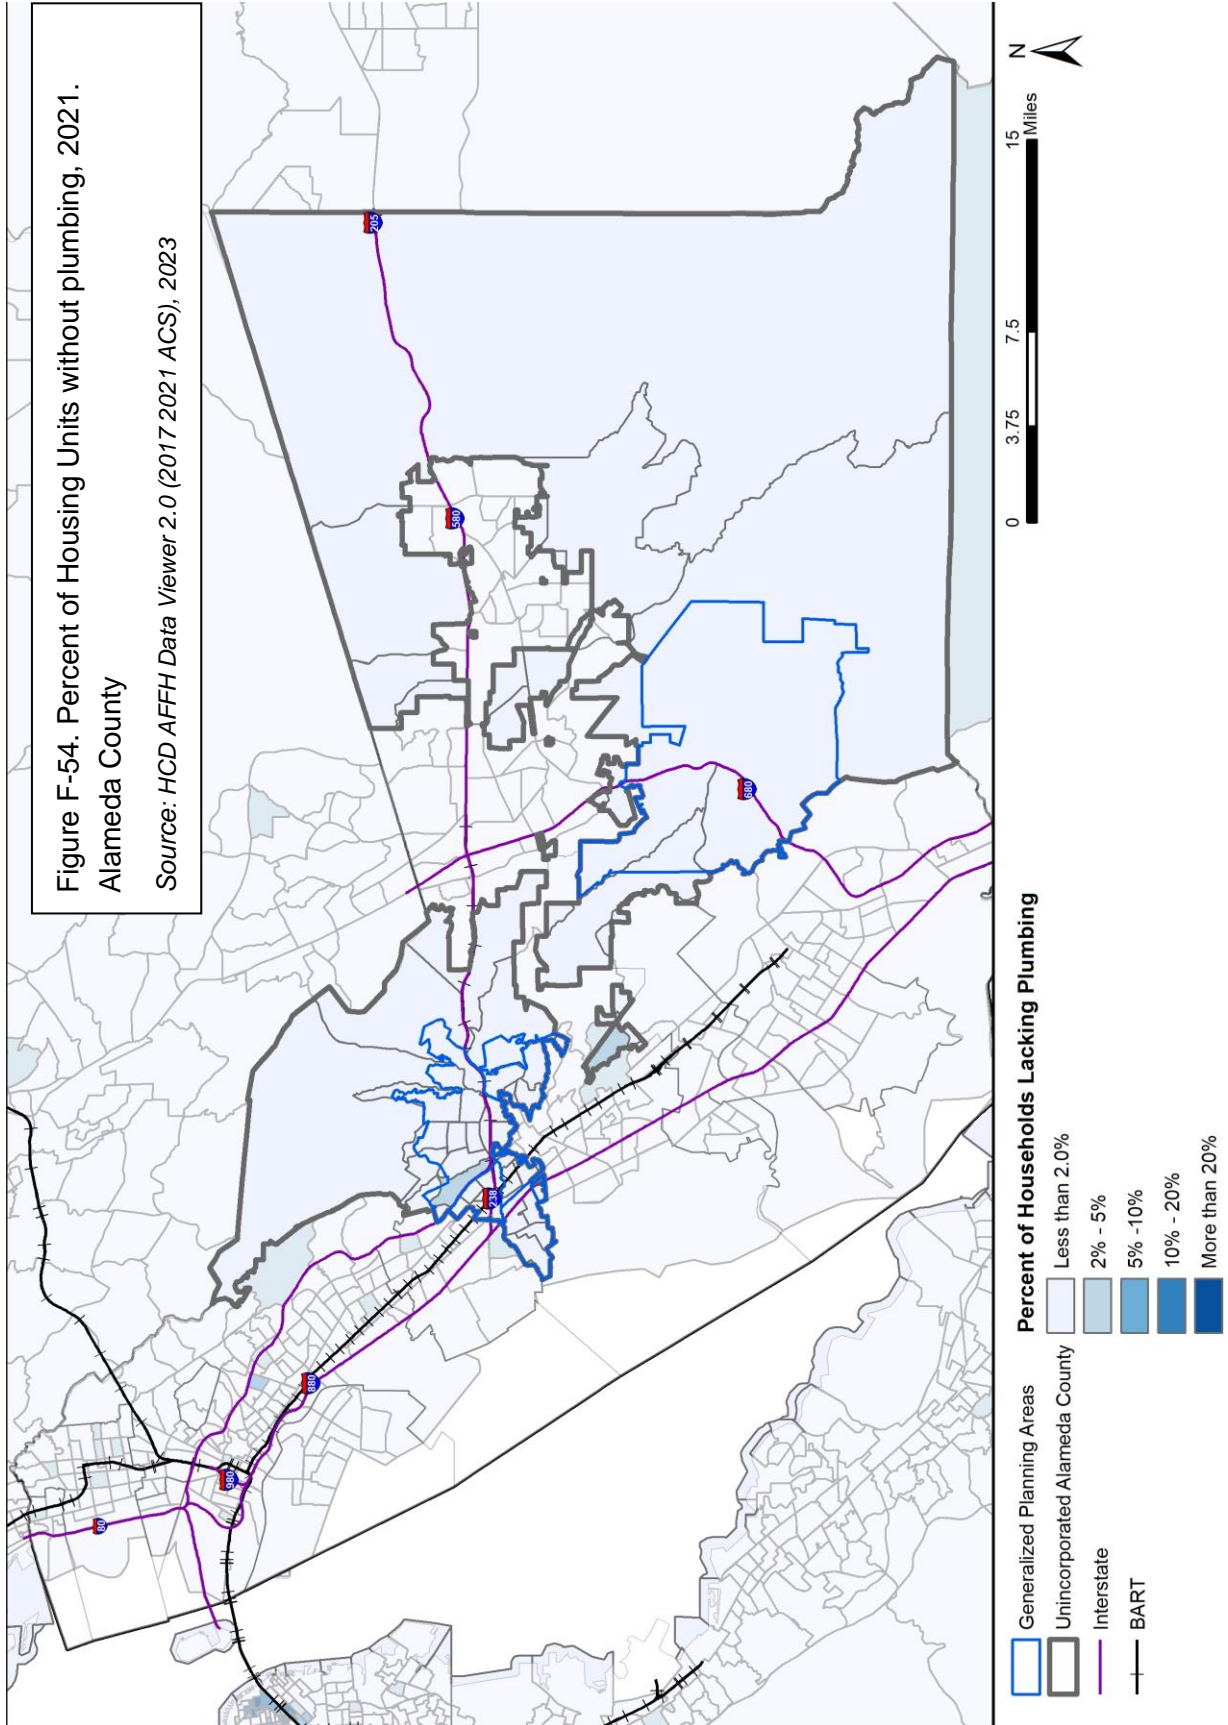 Figure F-54. Percent of Housing Units without plumbing, 2021.
Alameda County
Source: HCD AFFH Data Viewer 2.0 (2017 2021 ACS), 2023
80
980
880
238
580
205
680
N
0 3.75 7.5 15
Miles
Generalized Planning Areas
Unincorporated Alameda County
Interstate
BART
Percent of Households Lacking Plumbing
Less than 2.0%
2% - 5%
5% -10%
10% - 20%
More than 20%